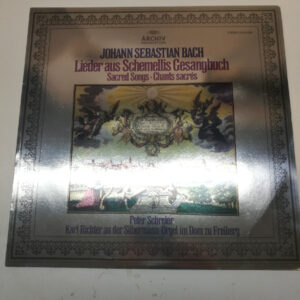 ARCHIV
JOHANN SEBASTIAN BACH
Lieder aus Schemellis Gesangbuch
Sacred Songs · Chants sacrés
Peter Schreier
Karl Richter an der Silbermann-Orgel im Dom zu Freiberg